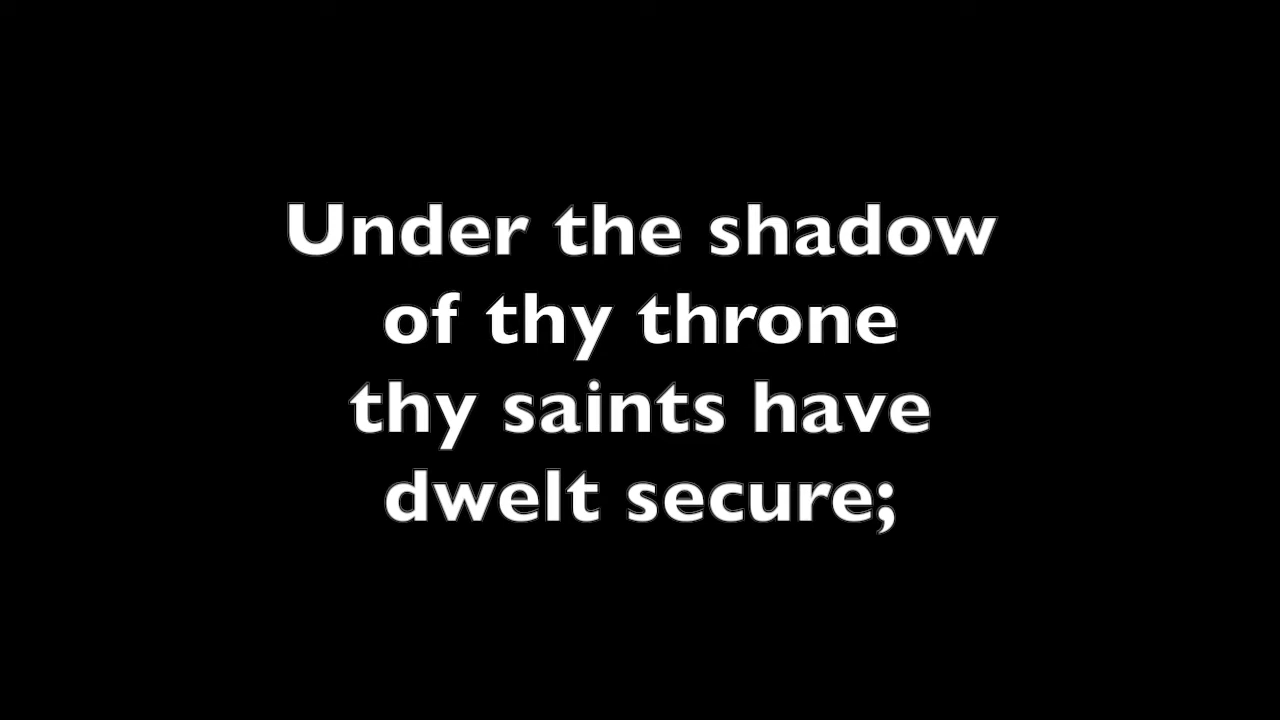 Under the shadow
of thy throne
thy saints have
dwelt secure;